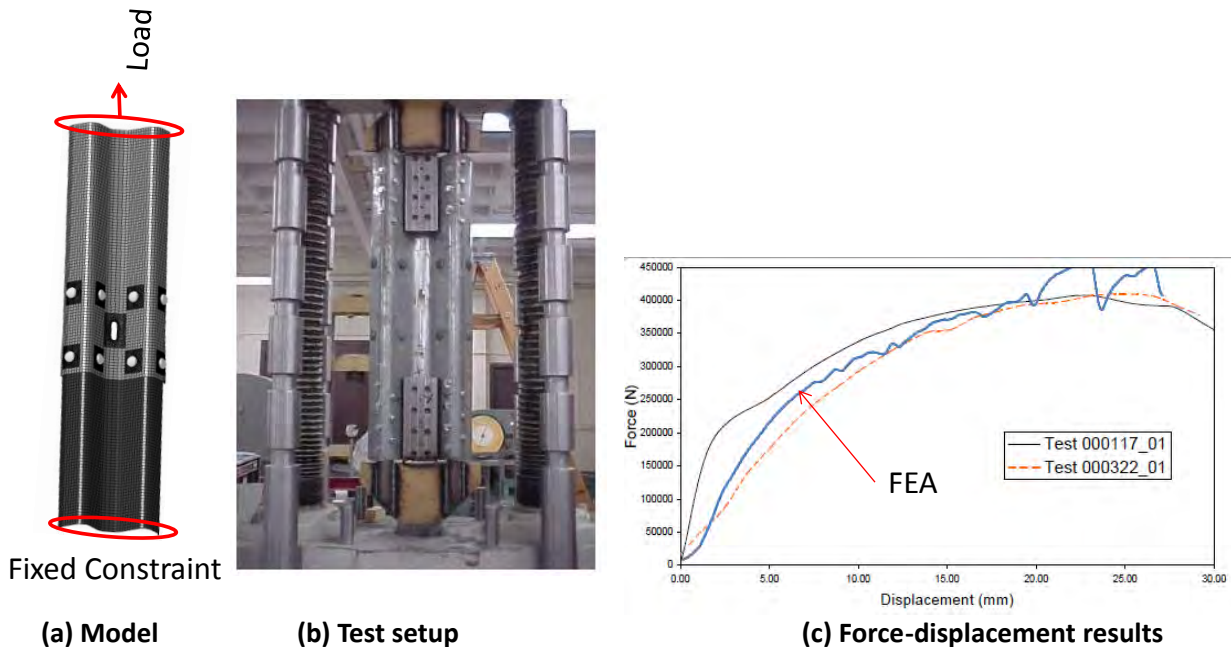 Load
Fixed Constraint
(a) Model
(b) Test setup
450000
400000
350000
300000
250000
200000
150000
100000
50000
0
Force (N)
0.00 5.00 10.00 15.00 20.00 25.00 30.00
Displacement (mm)
FEA
Test 000117_01
Test 000322_01
(c) Force-displacement results